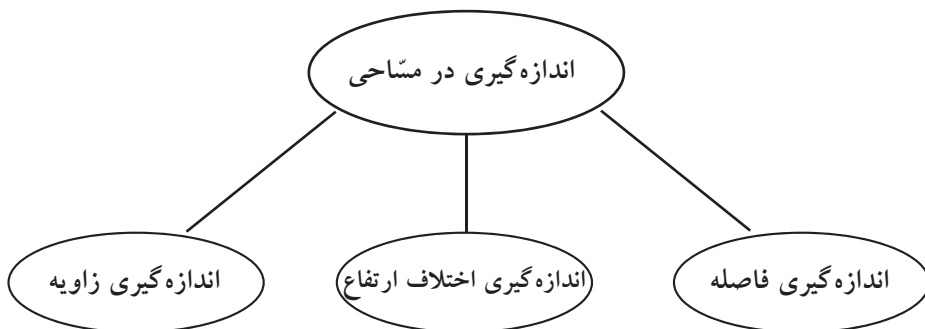 اندازه‌گیری در مسّاحی
اندازه‌گیری فاصله
اندازه‌گیری اختلاف ارتفاع
اندازه‌گیری زاویه